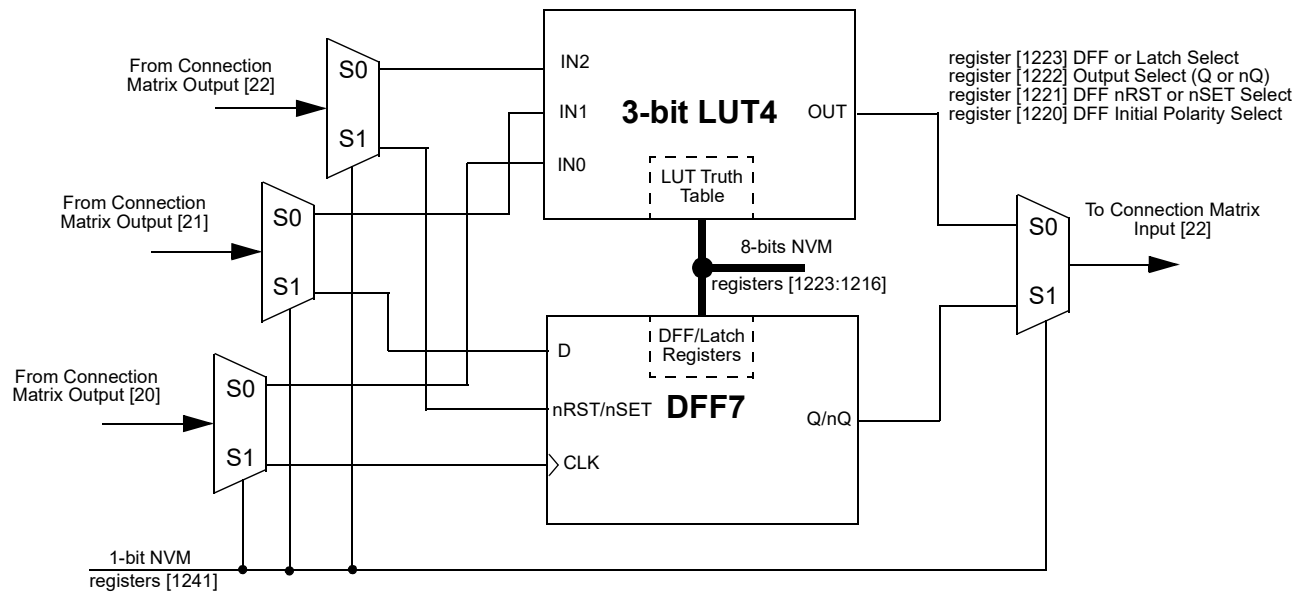 From Connection
Matrix Output [22]
S0
S1
IN2
IN1
IN0
3-bit LUT4
OUT
LUT Truth
Table
register [1223] DFF or Latch Select
register [1222] Output Select (Q or nQ)
register [1221] DFF nRST or nSET Select
register [1220] DFF Initial Polarity Select
From Connection
Matrix Output [21]
S0
S1
8-bits NVM
registers [1223:1216]
S0
S1
To Connection Matrix
Input [22]
From Connection
Matrix Output [20]
S0
S1
D
nRST/nSET
CLK
DFF/Latch
Registers
DFF7
Q/nQ
1-bit NVM
registers [1241]